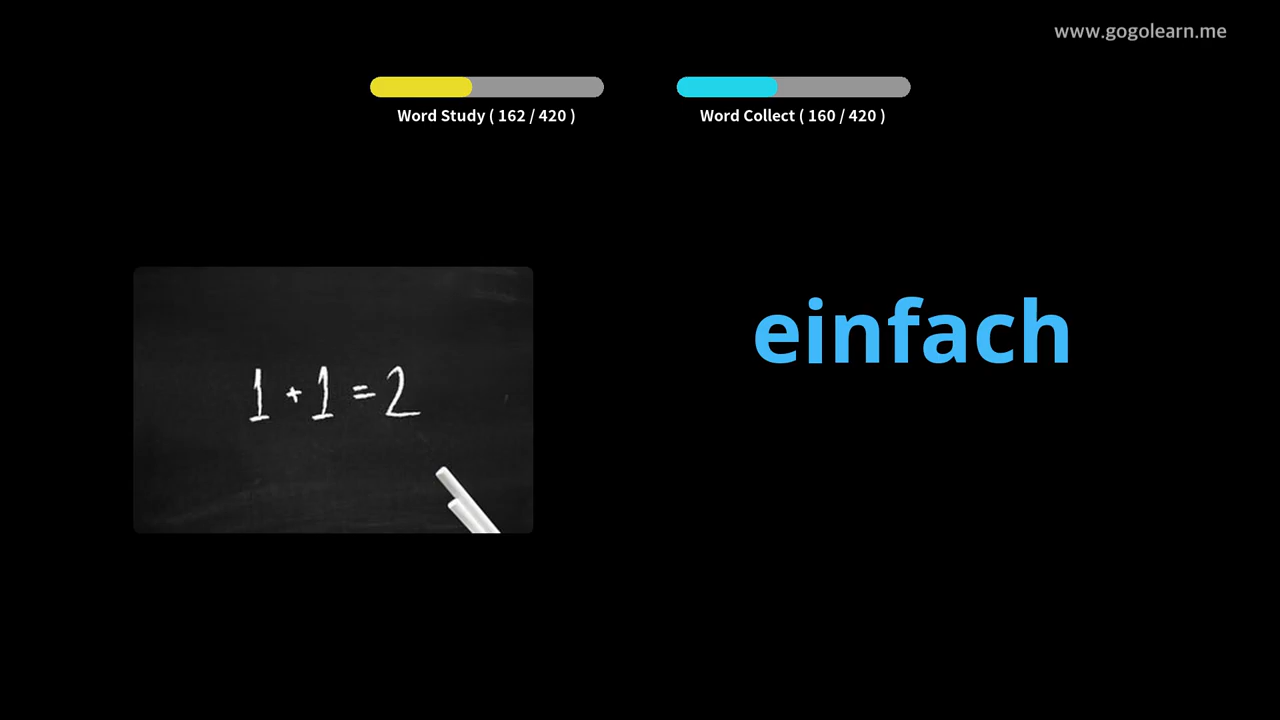 www.gogolearn.me
Word Study ( 162 / 420 )
Word Collect ( 160 / 420 )
einfach
1 + 1 = 2